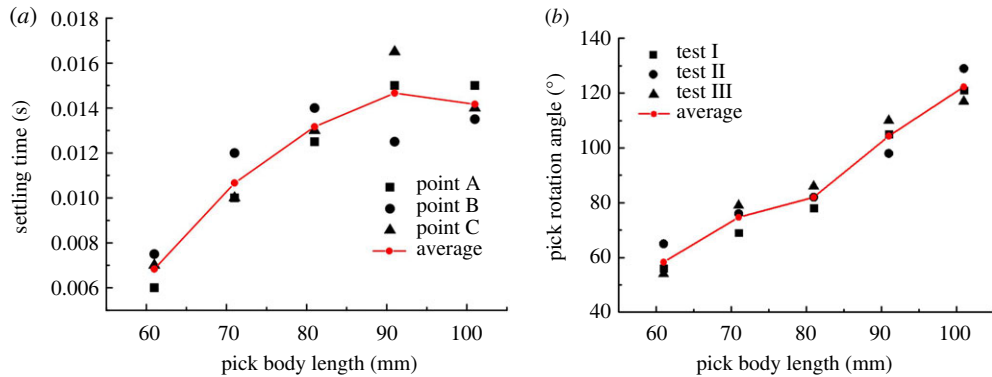 (a)
0.018
0.016
0.014
0.012
0.010
0.008
0.006
settling time (s)
point A
point B
point C
average
60 70 80 90 100
pick body length (mm)
(b)
140
120
100
80
60
40
pick rotation angle (°)
test I
test II
test III
average
60 70 80 90 100
pick body length (mm)